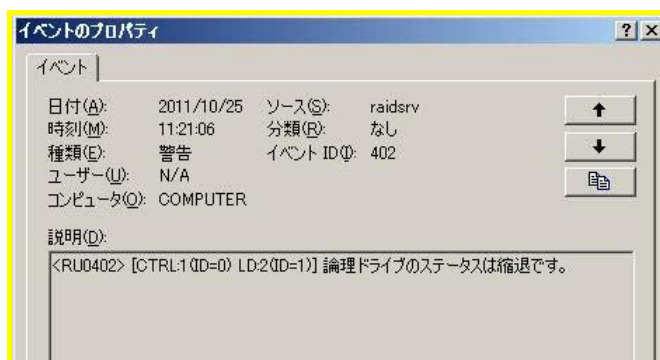 イベントのプロパティ
イベント
日付(A): 2011/10/25 ソース(S): raidsrv
時刻(M): 11:21:06 分類(R): なし
種類(E): 警告 イベント ID(I): 402
ユーザー(U): N/A
コンピュータ(O): COMPUTER
説明(D):
<RU0402> [CTRL:1(ID=0) LD:2(ID=1)] 論理ドライブのステータスは縮退です。